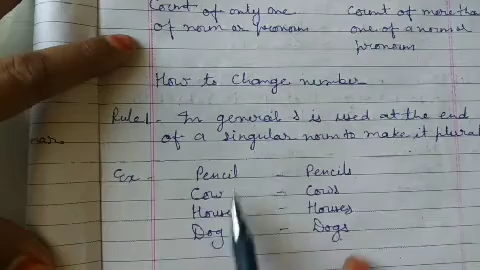 Count of only one Count of more than
of noun or pronoun one of a noun or
pronoun
How to Change number.
Rule1 - In general s is used at the end
of a singular noun to make it plural
Ex - Pencil - Pencils
Cow - Cows
House - Houses
Dog - Dogs